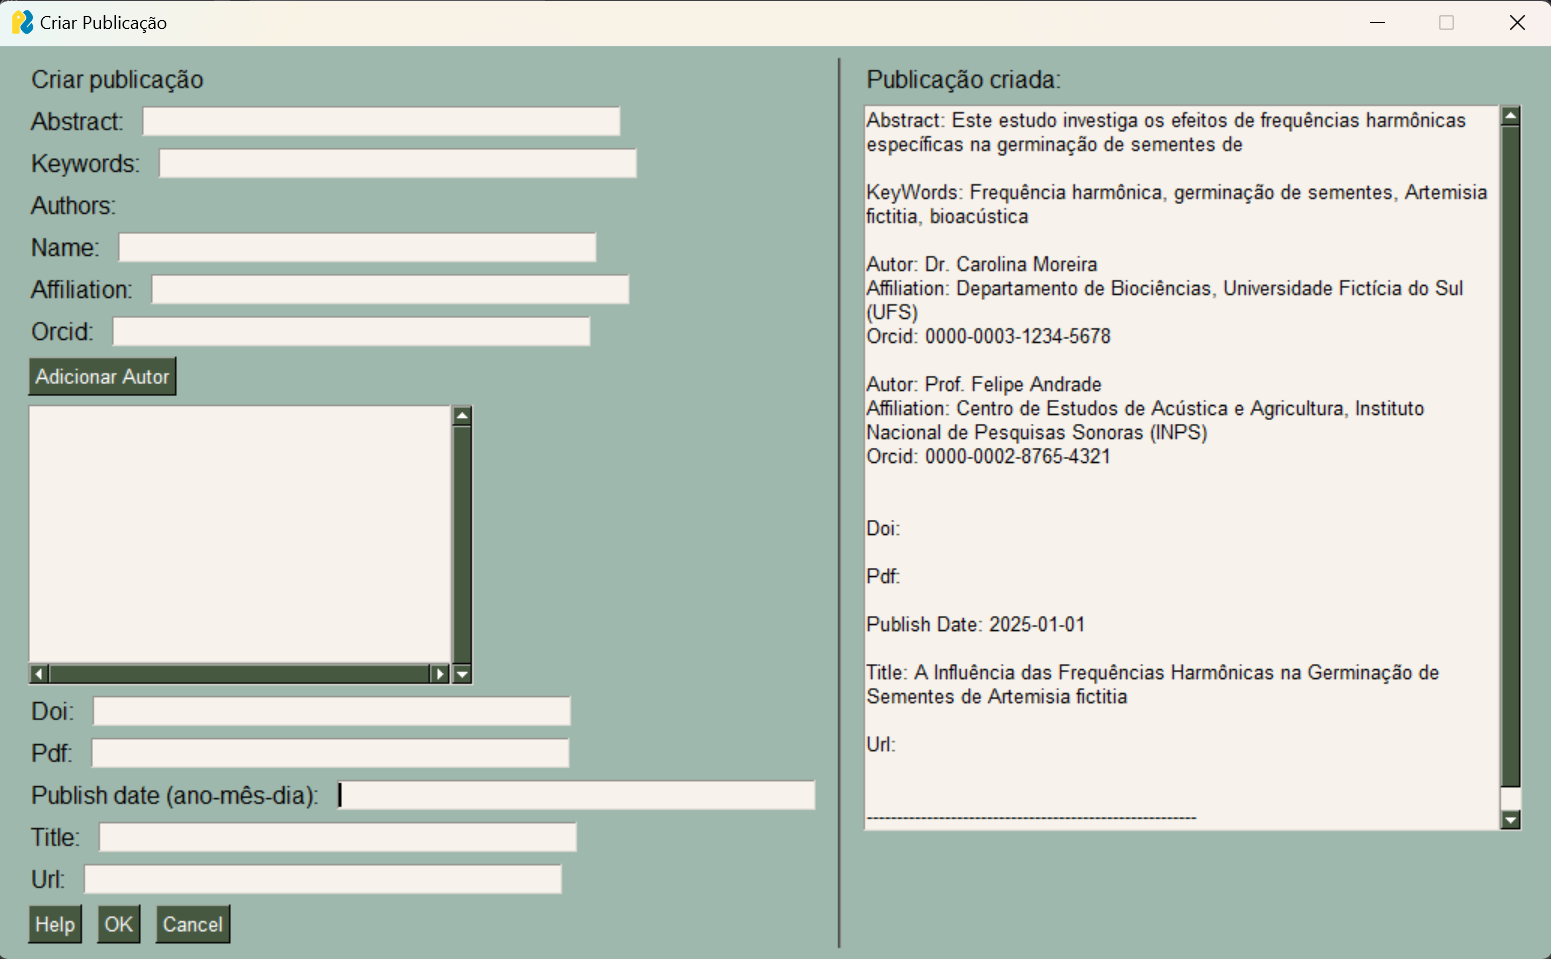 Criar Publicação
Criar publicação
Abstract:
Keywords:
Authors:
Name:
Affiliation:
Orcid:
Adicionar Autor
Doi:
Pdf:
Publish date (ano-mês-dia):
Title:
Url:
Help
OK
Cancel
Publicação criada:
Abstract: Este estudo investiga os efeitos de frequências harmônicas
específicas na germinação de sementes de
KeyWords: Frequência harmônica, germinação de sementes, Artemisia
fictitia, bioacústica
Autor: Dr. Carolina Moreira
Affiliation: Departamento de Biociências, Universidade Fictícia do Sul
(UFS)
Orcid: 0000-0003-1234-5678
Autor: Prof. Felipe Andrade
Affiliation: Centro de Estudos de Acústica e Agricultura, Instituto
Nacional de Pesquisas Sonoras (INPS)
Orcid: 0000-0002-8765-4321
Doi:
Pdf:
Publish Date: 2025-01-01
Title: A Influência das Frequências Harmônicas na Germinação de
Sementes de Artemisia fictitia
Url:
-------------------------------------------------------